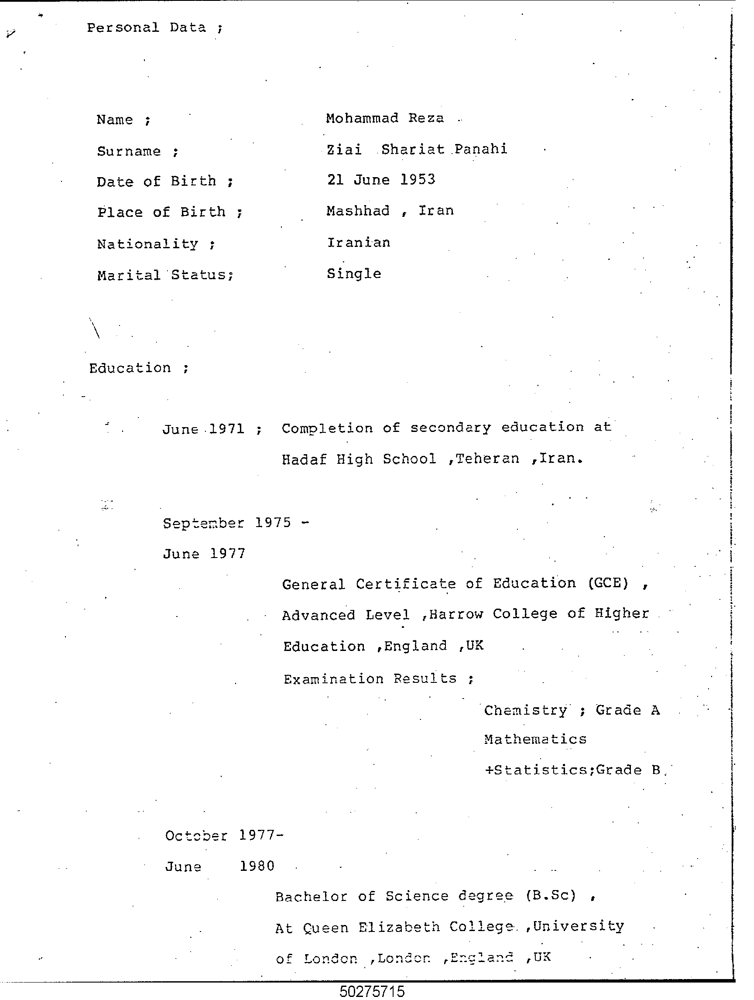 Personal Data ;
Name ; Mohammad Reza
Surname ; Ziai Shariat Panahi
Date of Birth ; 21 June 1953
Place of Birth ; Mashhad , Iran
Nationality ; Iranian
Marital Status; Single
Education ;
June 1971 ; Completion of secondary education at
Hadaf High School ,Teheran ,Iran.
September 1975 -
June 1977
General Certificate of Education (GCE) ,
Advanced Level ,Harrow College of Higher
Education ,England ,UK
Examination Results ;
Chemistry ; Grade A
Mathematics
+Statistics;Grade B.
October 1977-
June 1980
Bachelor of Science degree (B.Sc) ,
At Queen Elizabeth College ,University
of London ,London ,England ,UK
50275715